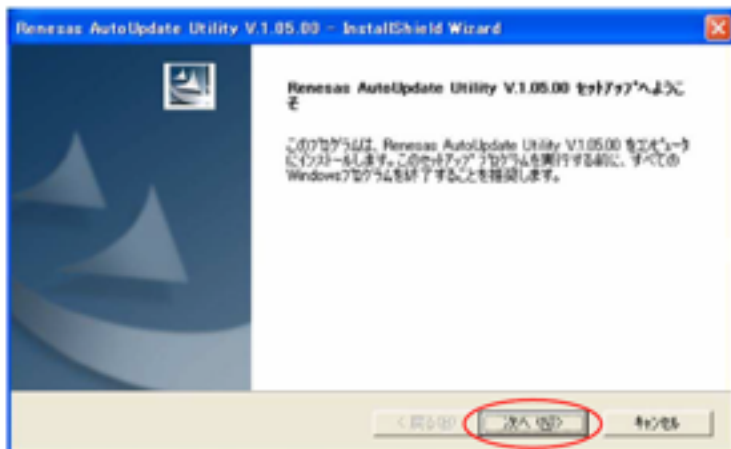 Renesas AutoUpdate Utility V.1.05.00 - InstallShield Wizard
Renesas AutoUpdate Utility V.1.05.00 ｾｯﾄｱｯﾌﾟへようこ
そ
このﾌﾟﾛｸﾞﾗﾑは、Renesas AutoUpdate Utility V.1.05.00 をｺﾝﾋﾟｭｰﾀ
にｲﾝｽﾄｰﾙします。このｾｯﾄｱｯﾌﾟ ﾌﾟﾛｸﾞﾗﾑを実行する前に、すべての
Windowsﾌﾟﾛｸﾞﾗﾑを終了することを推奨します。
< 戻る(B)
次へ (N)>
ｷｬﾝｾﾙ